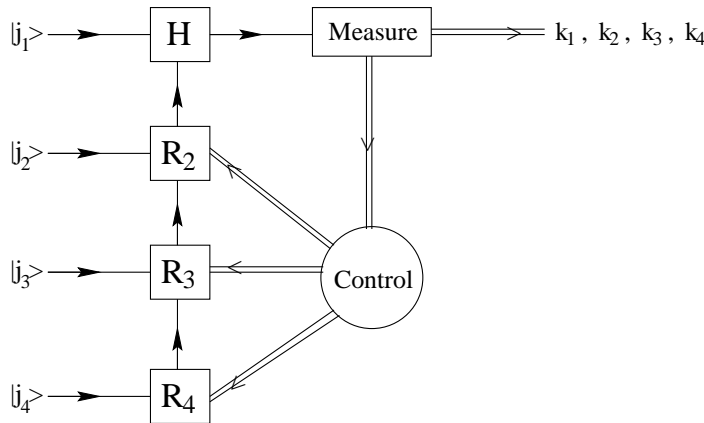 |j₁> H Measure k₁ , k₂ , k₃ , k₄
|j₂> R₂
|j₃> R₃ Control
|j₄> R₄